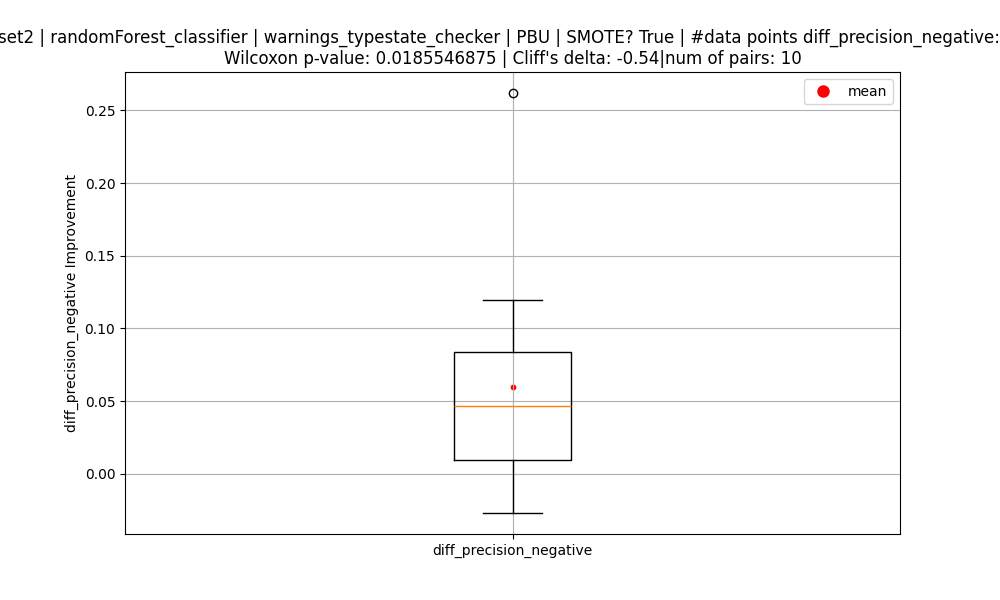 set2 | randomForest_classifier | warnings_typestate_checker | PBU | SMOTE? True | #data points diff_precision_negative:
Wilcoxon p-value: 0.0185546875 | Cliff's delta: -0.54|num of pairs: 10
mean
0.25
0.20
0.15
0.10
0.05
0.00
diff_precision_negative Improvement
diff_precision_negative